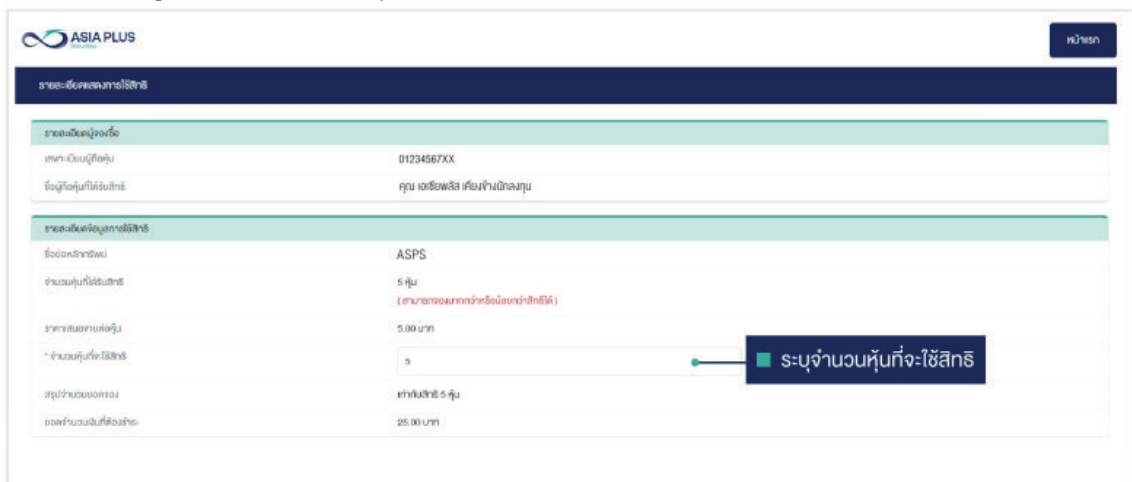 ASIA PLUS
Securities
หน้าแรก
รายละเอียดแสดงการใช้สิทธิ
รายละเอียดผู้จองซื้อ
เลขทะเบียนผู้ถือหุ้น
01234567XX
ชื่อผู้ถือหุ้นที่ได้รับสิทธิ
คุณ เอเซียพลัส เคียงข้างนักลงทุน
รายละเอียดข้อมูลการใช้สิทธิ
ชื่อย่อหลักทรัพย์
ASPS
จำนวนหุ้นที่ได้รับสิทธิ
5 หุ้น
(สามารถจองมากกว่าหรือน้อยกว่าสิทธิได้)
ราคาเสนอขายต่อหุ้น
5.00 บาท
* จำนวนหุ้นที่จะใช้สิทธิ
5
ระบุจำนวนหุ้นที่จะใช้สิทธิ
สรุปจำนวนยอดจอง
เท่ากับสิทธิ 5 หุ้น
ยอดจำนวนเงินที่ต้องชำระ
25.00 บาท